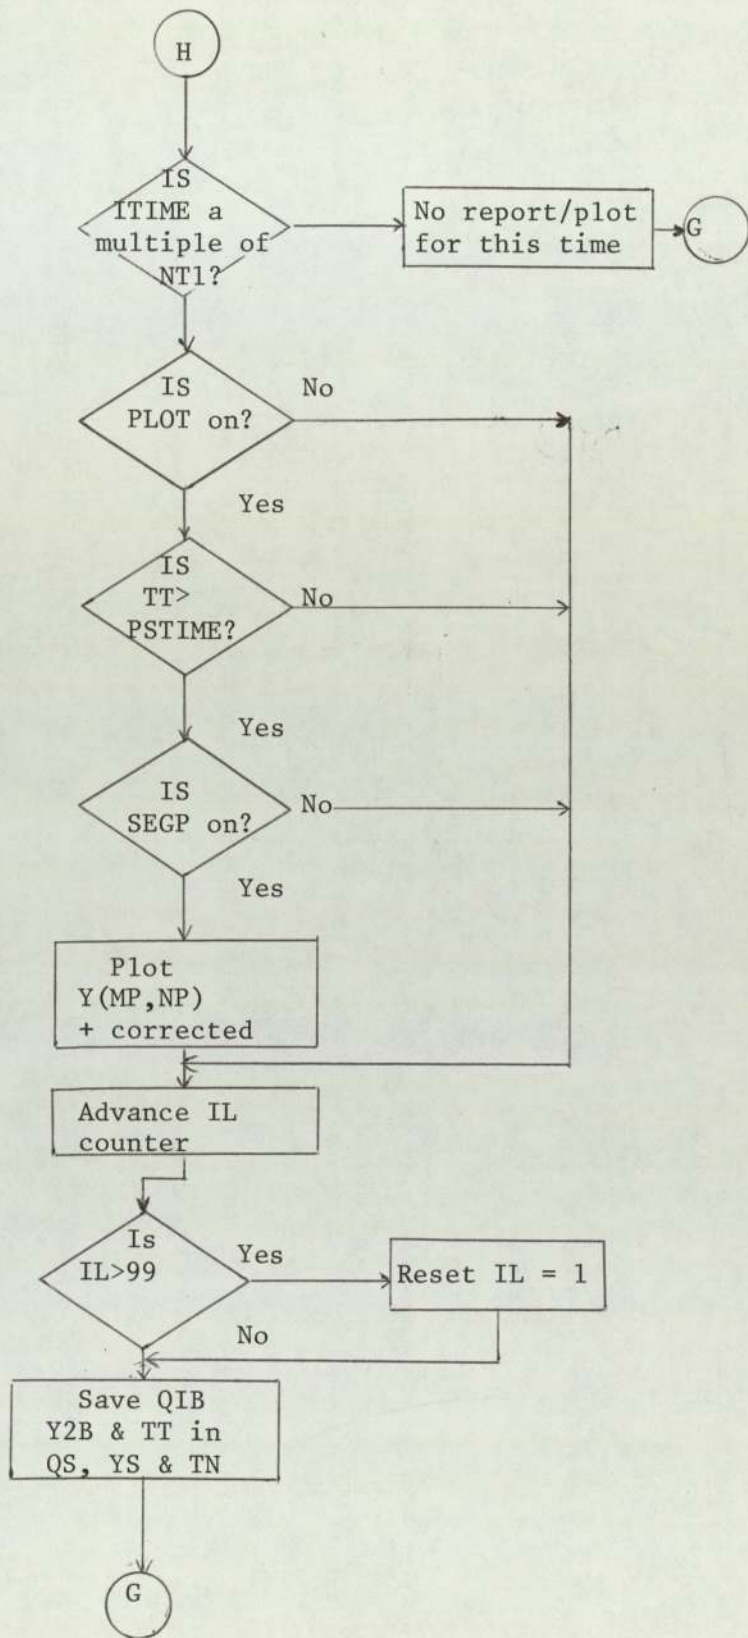 H
IS
ITIME a
multiple of
NT1?
No report/plot
for this time
G
IS
PLOT on?
No
Yes
IS
TT>
PSTIME?
No
Yes
IS
SEGP on?
No
Yes
Plot
Y(MP,NP)
+ corrected
Advance IL
counter
Is
IL>99
Yes
Reset IL = 1
No
Save QIB
Y2B & TT in
QS, YS & TN
G